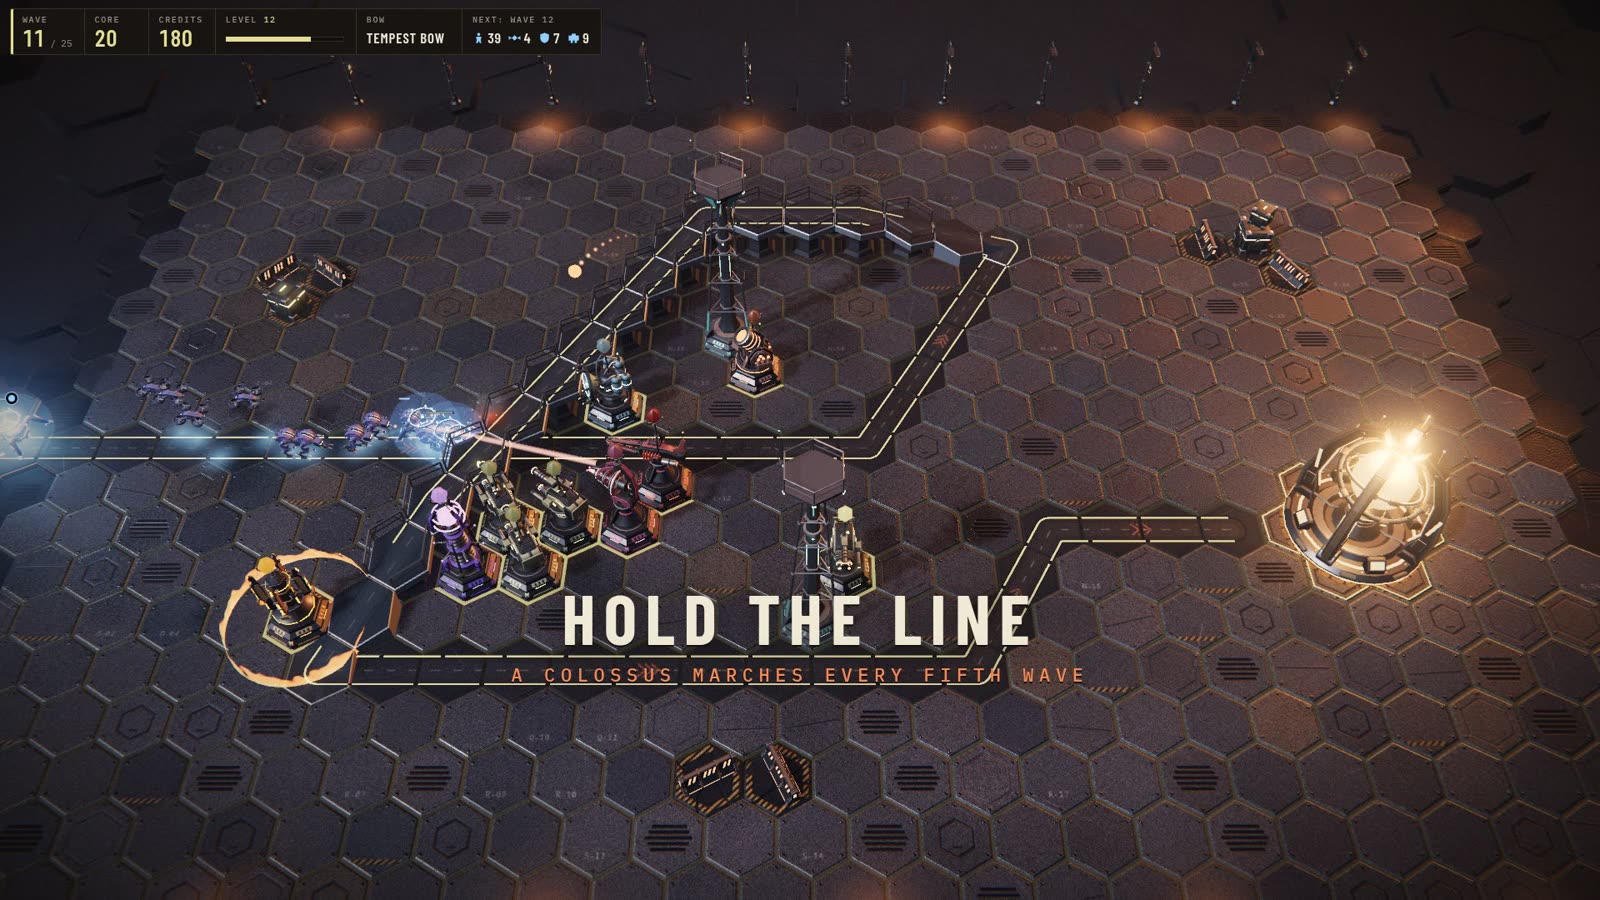 WAVE
11 / 25
CORE
20
CREDITS
180
LEVEL 12
BOW
TEMPEST BOW
NEXT: WAVE 12
39 4 7 9
HOLD THE LINE
A COLOSSUS MARCHES EVERY FIFTH WAVE